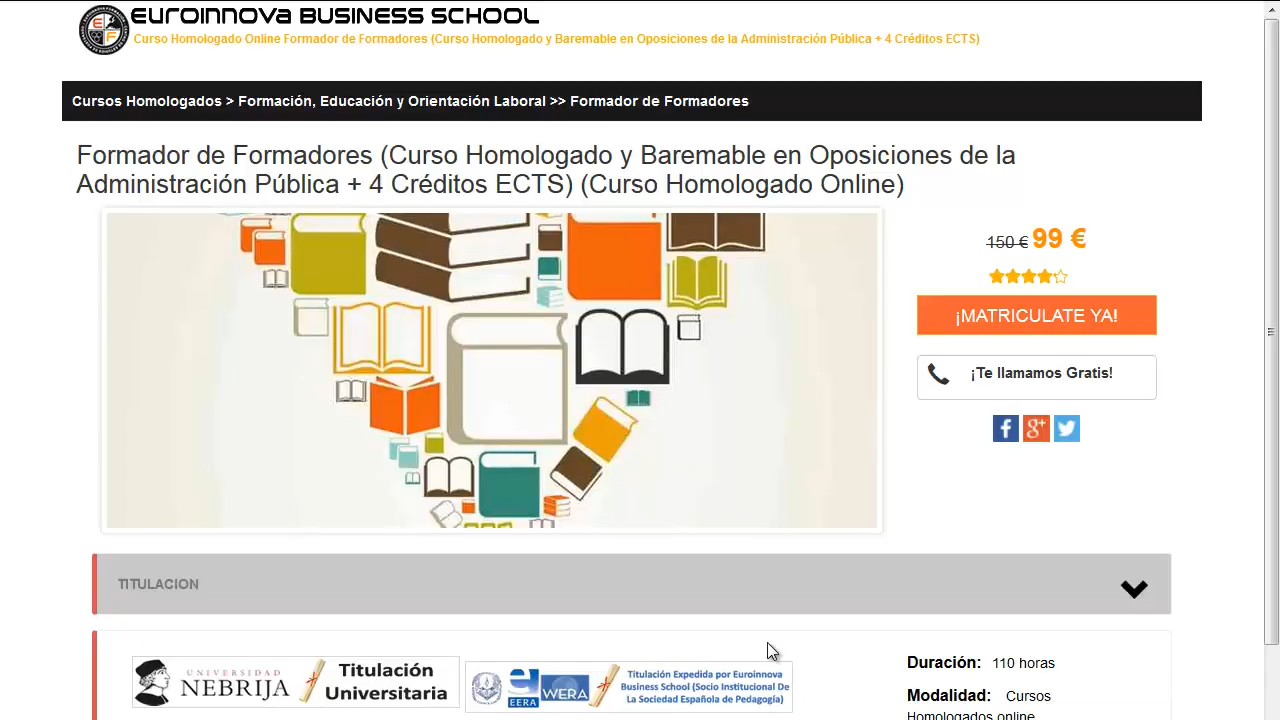 EUROINNOVA BUSINESS SCHOOL
Curso Homologado Online Formador de Formadores (Curso Homologado y Baremable en Oposiciones de la Administración Pública + 4 Créditos ECTS)
Cursos Homologados > Formación, Educación y Orientación Laboral >> Formador de Formadores
Formador de Formadores (Curso Homologado y Baremable en Oposiciones de la
Administración Pública + 4 Créditos ECTS) (Curso Homologado Online)
150 € 99 €
¡MATRICULATE YA!
¡Te llamamos Gratis!
TITULACION
UNIVERSIDAD
NEBRIJA
Titulación
Universitaria
EERA
WERA
Titulación Expedida por Euroinnova
Business School (Socio Institucional De
La Sociedad Española de Pedagogía)
Duración: 110 horas
Modalidad: Cursos
Homologados online